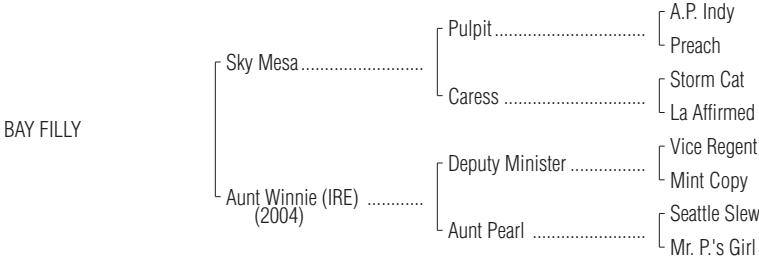 A.P. Indy
Pulpit..............................
Preach
Sky Mesa.........................
Storm Cat
Caress .............................
La Affirmed
BAY FILLY
Vice Regent
Deputy Minister ...............
Mint Copy
Aunt Winnie (IRE) ............
(2004)
Seattle Slew
Aunt Pearl .......................
Mr. P.'s Girl